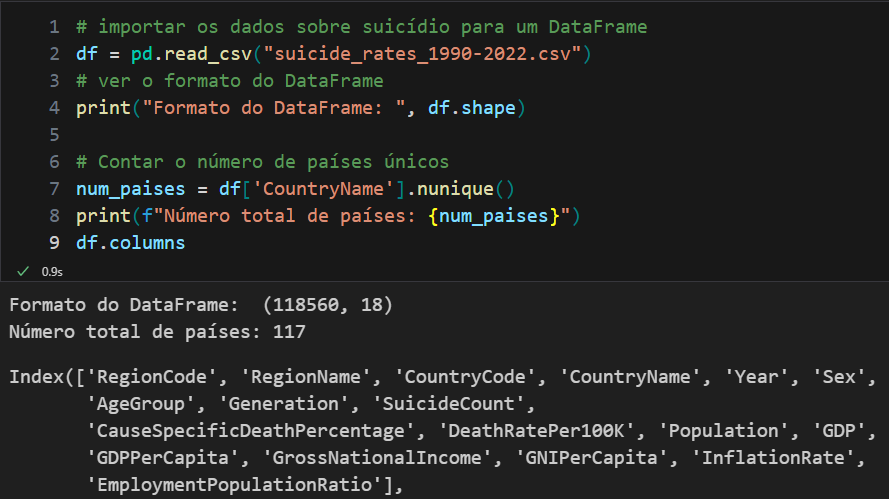 1 # importar os dados sobre suicídio para um DataFrame
2 df = pd.read_csv("suicide_rates_1990-2022.csv")
3 # ver o formato do DataFrame
4 print("Formato do DataFrame: ", df.shape)
5
6 # Contar o número de países únicos
7 num_paises = df['CountryName'].nunique()
8 print(f"Número total de países: {num_paises}")
9 df.columns
0.9s
Formato do DataFrame:  (118560, 18)
Número total de países: 117
Index(['RegionCode', 'RegionName', 'CountryCode', 'CountryName', 'Year', 'Sex',
'AgeGroup', 'Generation', 'SuicideCount',
'CauseSpecificDeathPercentage', 'DeathRatePer100K', 'Population', 'GDP',
'GDPPerCapita', 'GrossNationalIncome', 'GNIPerCapita', 'InflationRate',
'EmploymentPopulationRatio'],